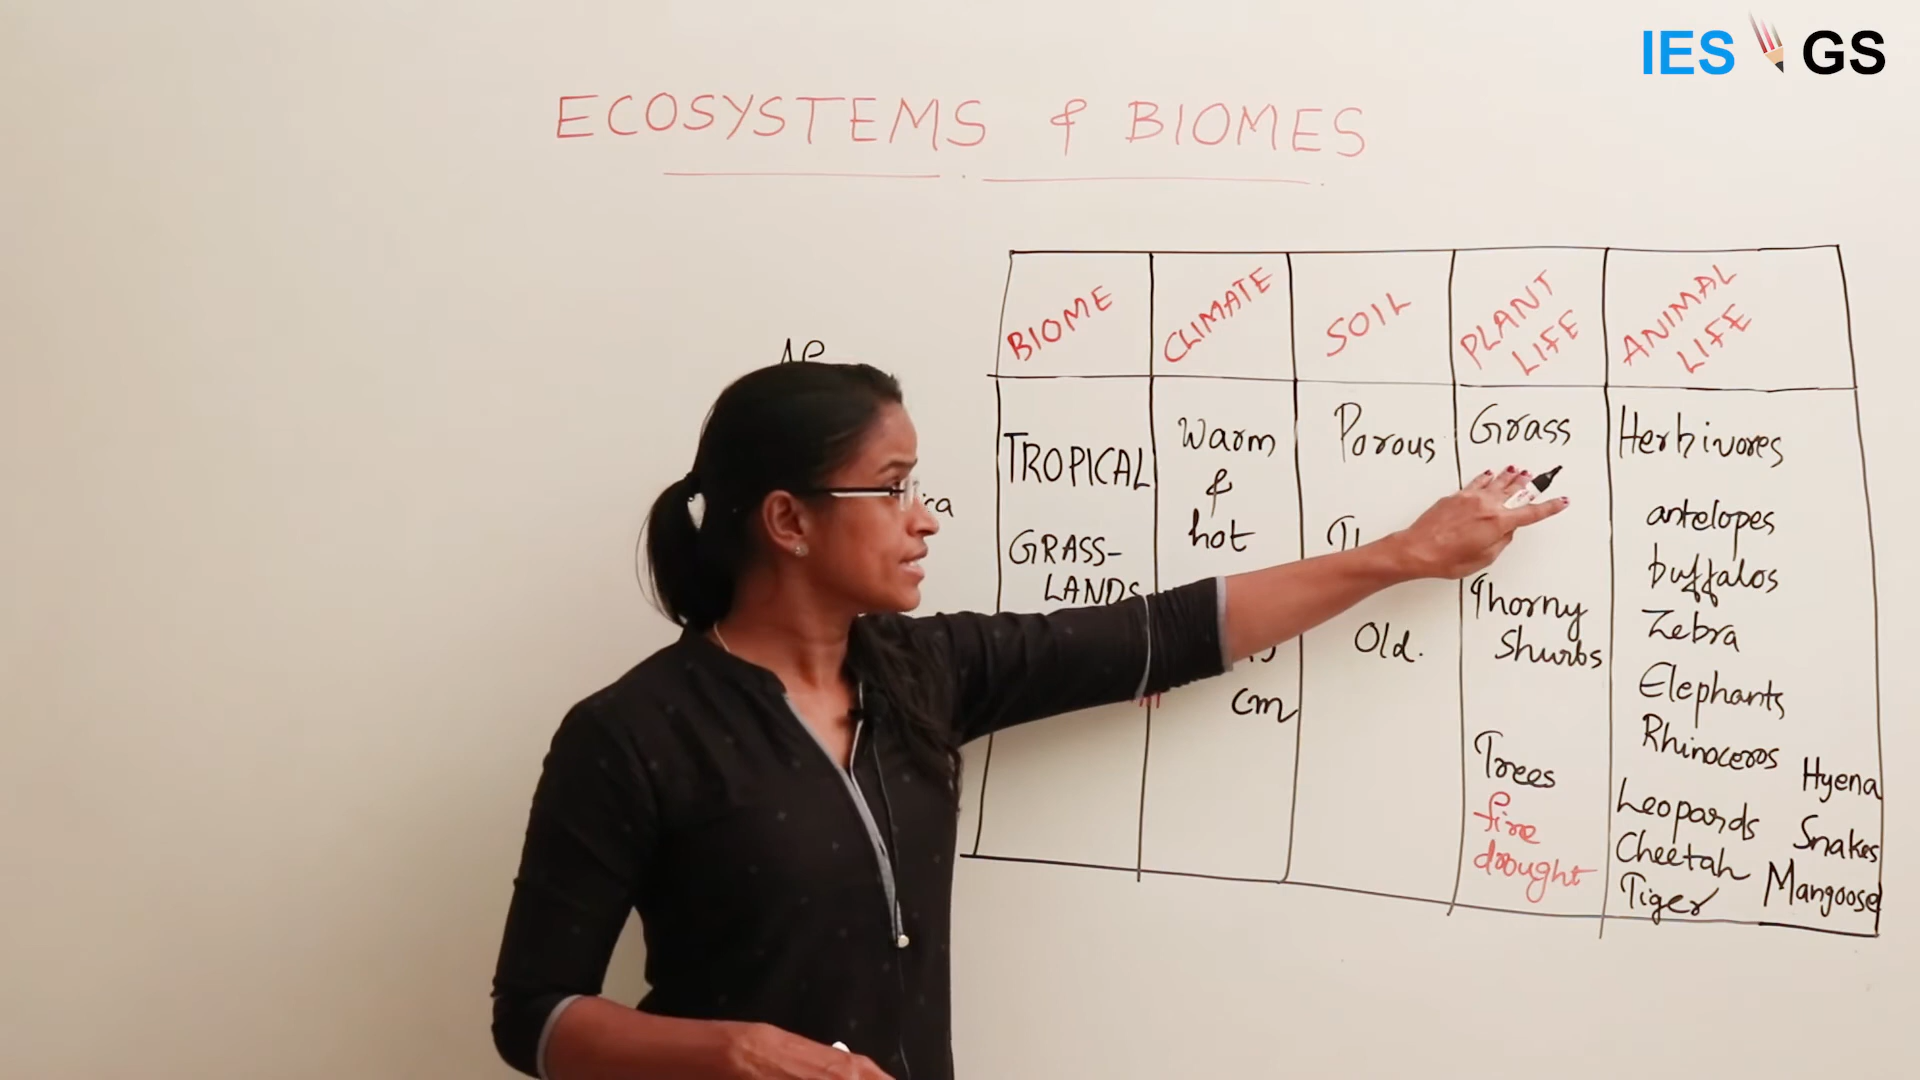 IES GS
ECOSYSTEMS & BIOMES
BIOME
CLIMATE
SOIL
PLANT
LIFE
ANIMAL
LIFE
TROPICAL
GRASS-
LANDS
Warm
&
hot
cm
Porous
Old.
Grass
Thorny
Shurbs
Trees
fire
drought
Herbivores
antelopes
buffalos
Zebra
Elephants
Rhinoceros
Hyena
Leopards
Snakes
Cheetah
Mangoose
Tiger